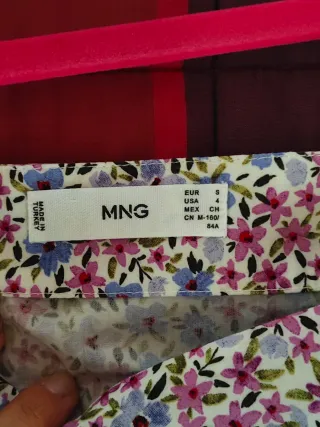 MADE IN
TURKEY
MNG
EUR S
USA 4
MEX CH
CN M-160/
84A